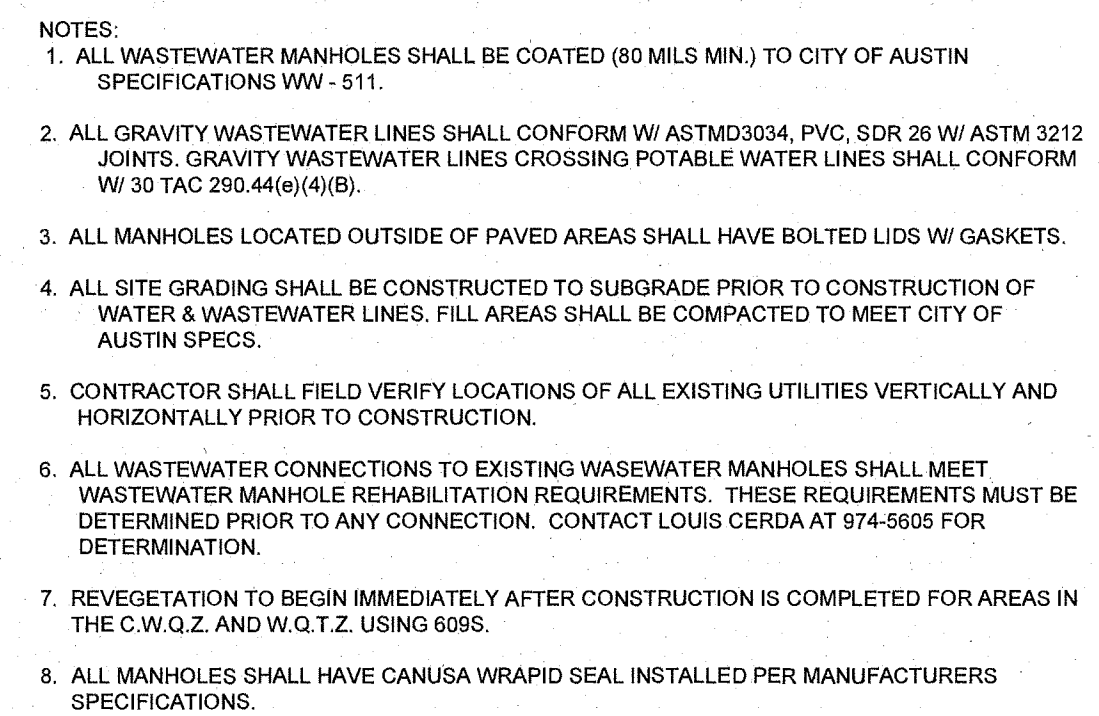 NOTES:
1. ALL WASTEWATER MANHOLES SHALL BE COATED (80 MILS MIN.) TO CITY OF AUSTIN
SPECIFICATIONS WW - 511.
2. ALL GRAVITY WASTEWATER LINES SHALL CONFORM W/ ASTMD3034, PVC, SDR 26 W/ ASTM 3212
JOINTS. GRAVITY WASTEWATER LINES CROSSING POTABLE WATER LINES SHALL CONFORM
W/ 30 TAC 290.44(e)(4)(B).
3. ALL MANHOLES LOCATED OUTSIDE OF PAVED AREAS SHALL HAVE BOLTED LIDS W/ GASKETS.
4. ALL SITE GRADING SHALL BE CONSTRUCTED TO SUBGRADE PRIOR TO CONSTRUCTION OF
WATER & WASTEWATER LINES. FILL AREAS SHALL BE COMPACTED TO MEET CITY OF
AUSTIN SPECS.
5. CONTRACTOR SHALL FIELD VERIFY LOCATIONS OF ALL EXISTING UTILITIES VERTICALLY AND
HORIZONTALLY PRIOR TO CONSTRUCTION.
6. ALL WASTEWATER CONNECTIONS TO EXISTING WASEWATER MANHOLES SHALL MEET
WASTEWATER MANHOLE REHABILITATION REQUIREMENTS. THESE REQUIREMENTS MUST BE
DETERMINED PRIOR TO ANY CONNECTION. CONTACT LOUIS CERDA AT 974-5605 FOR
DETERMINATION.
7. REVEGETATION TO BEGIN IMMEDIATELY AFTER CONSTRUCTION IS COMPLETED FOR AREAS IN
THE C.W.Q.Z. AND W.Q.T.Z. USING 609S.
8. ALL MANHOLES SHALL HAVE CANUSA WRAPID SEAL INSTALLED PER MANUFACTURERS
SPECIFICATIONS.